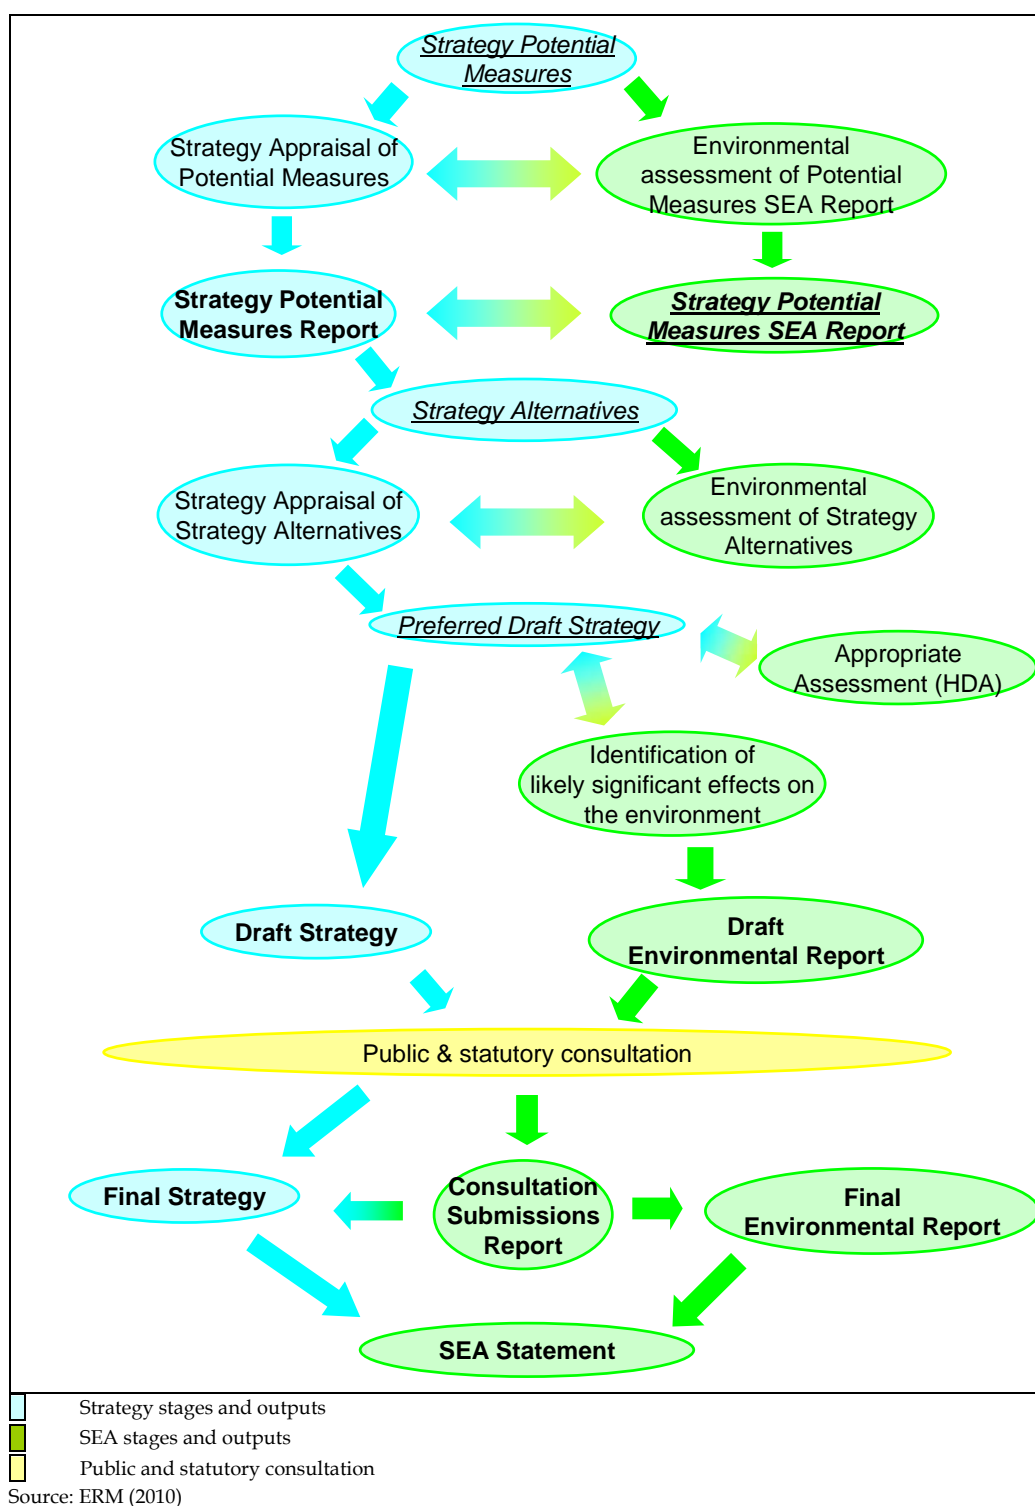 Strategy Potential
Measures
Strategy Appraisal of
Potential Measures
Environmental
assessment of Potential
Measures SEA Report
Strategy Potential
Measures Report
Strategy Potential
Measures SEA Report
Strategy Alternatives
Strategy Appraisal of
Strategy Alternatives
Environmental
assessment of Strategy
Alternatives
Preferred Draft Strategy
Appropriate
Assessment (HDA)
Identification of
likely significant effects on
the environment
Draft Strategy
Draft
Environmental Report
Public & statutory consultation
Final Strategy
Consultation
Submissions
Report
Final
Environmental Report
SEA Statement
Strategy stages and outputs
SEA stages and outputs
Public and statutory consultation
Source: ERM (2010)